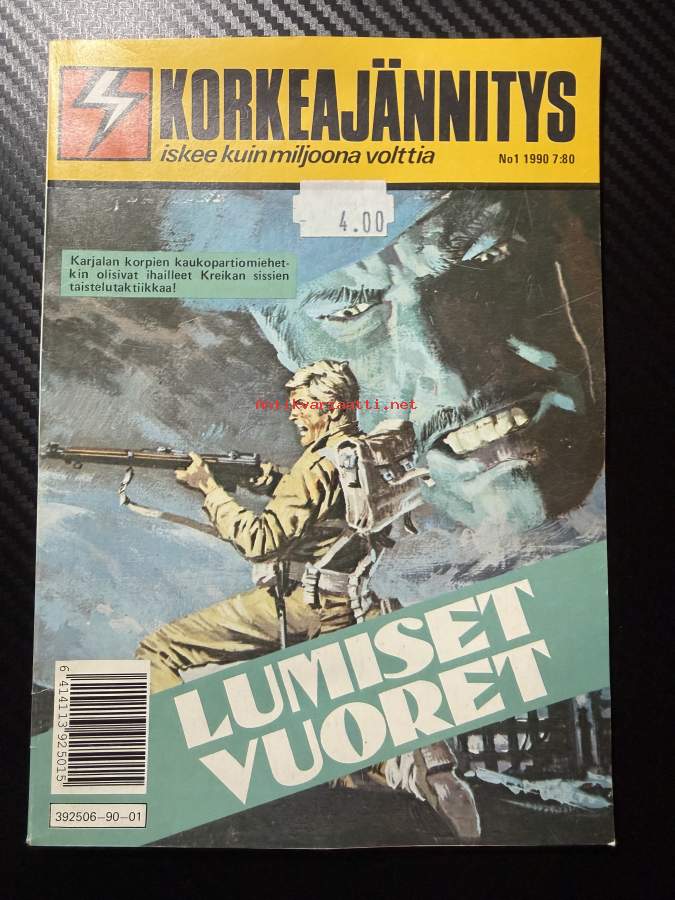 KORKEAJÄNNITYS
iskee kuin miljoona volttia
No1 1990 7:80
- 4.00
Karjalan korpien kaukopartiomiehet-
kin olisivat ihailleet Kreikan sissien
taistelutaktiikkaa!
antikvariaatti.net
LUMISET
VUORET
6 414113 925015
392506-90-01